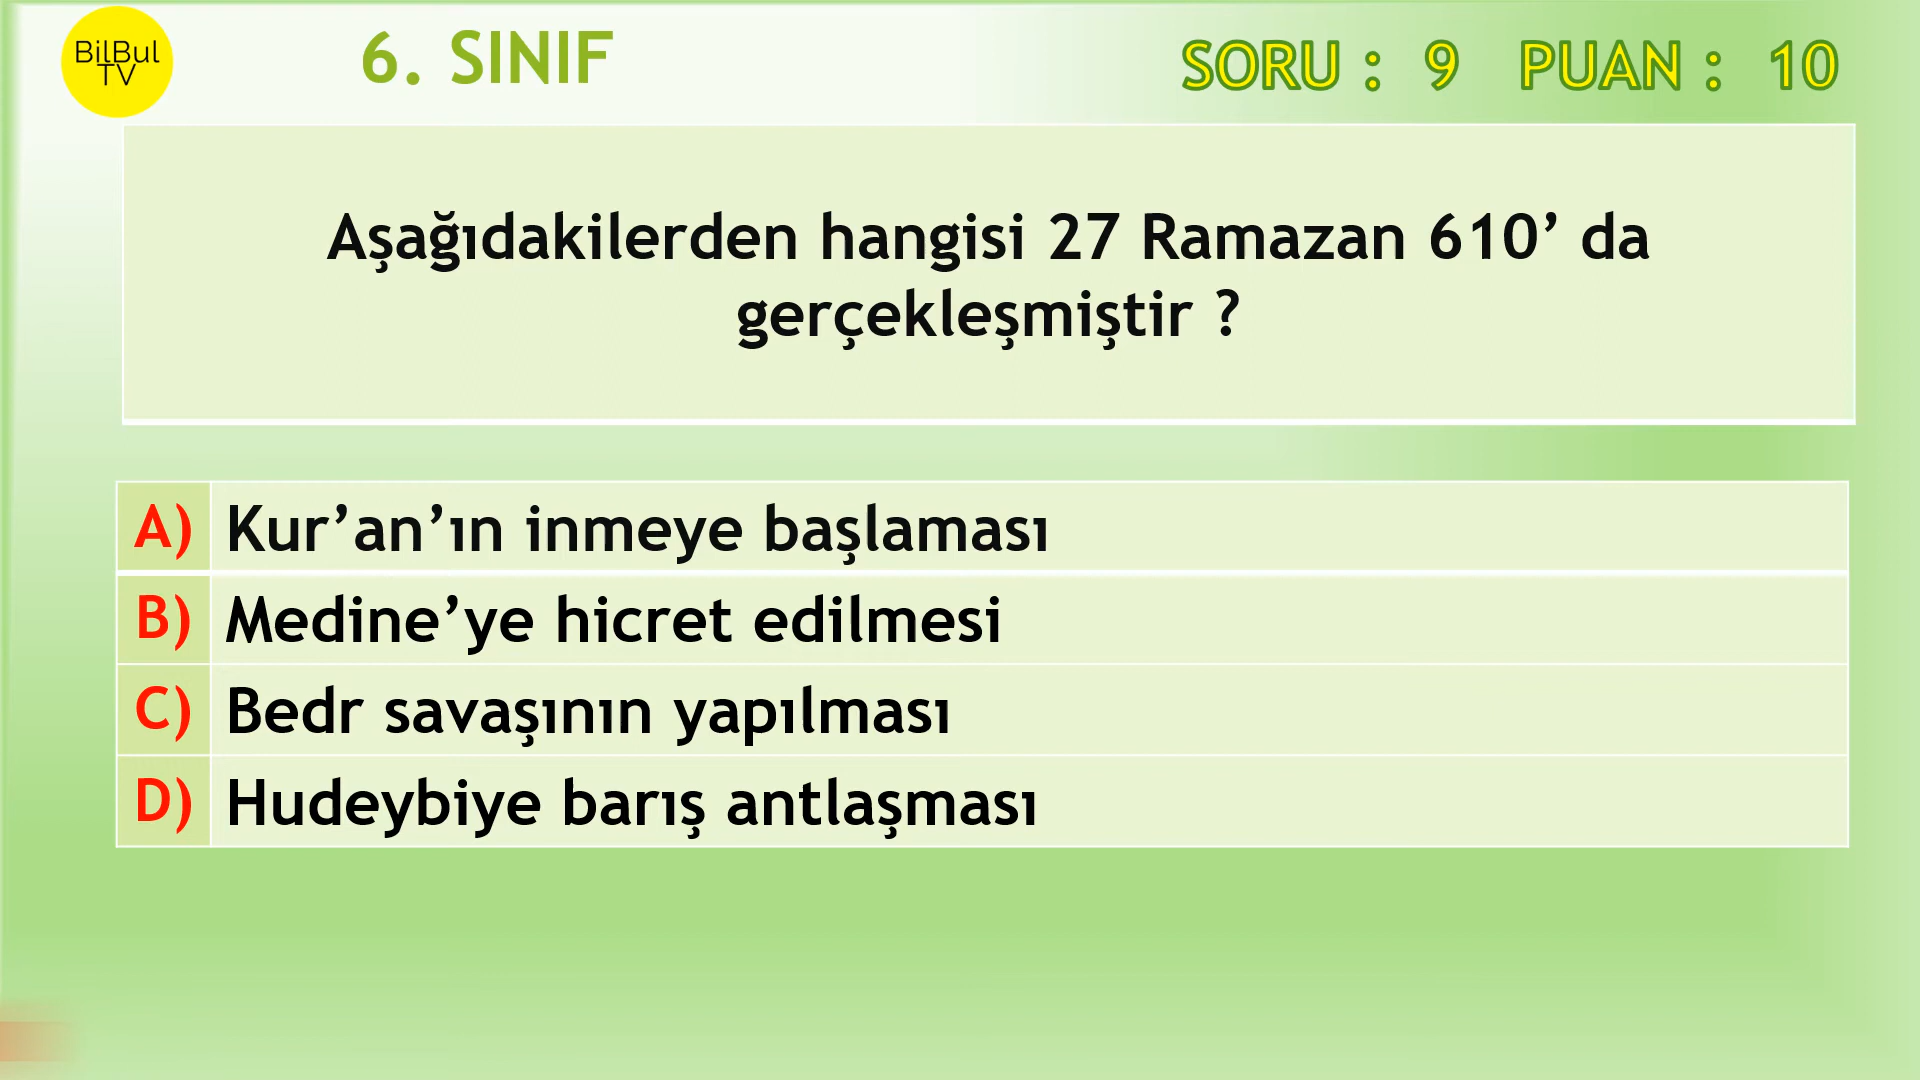 BilBul
TV
6. SINIF
SORU : 9 PUAN : 10
Aşağıdakilerden hangisi 27 Ramazan 610’ da
gerçekleşmiştir ?
A) Kur’an’ın inmeye başlaması
B) Medine’ye hicret edilmesi
C) Bedr savaşının yapılması
D) Hudeybiye barış antlaşması